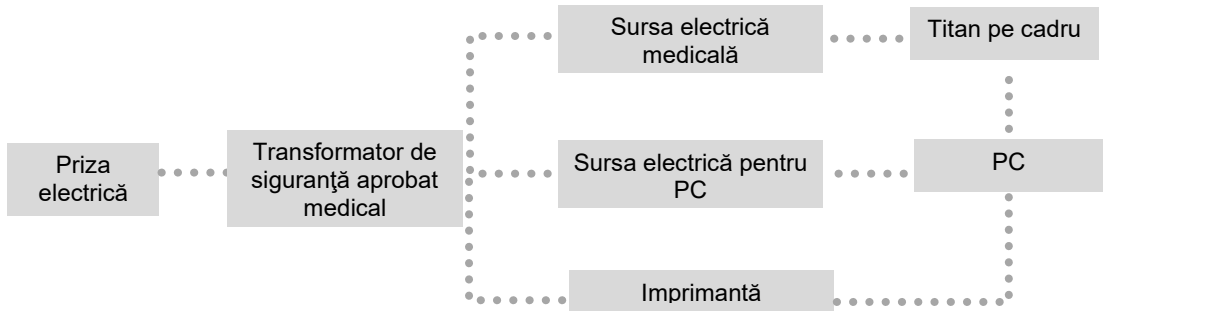 Sursa electrică
medicală
Titan pe cadru
Priza
electrică
Transformator de
siguranţă aprobat
medical
Sursa electrică pentru
PC
PC
Imprimantă